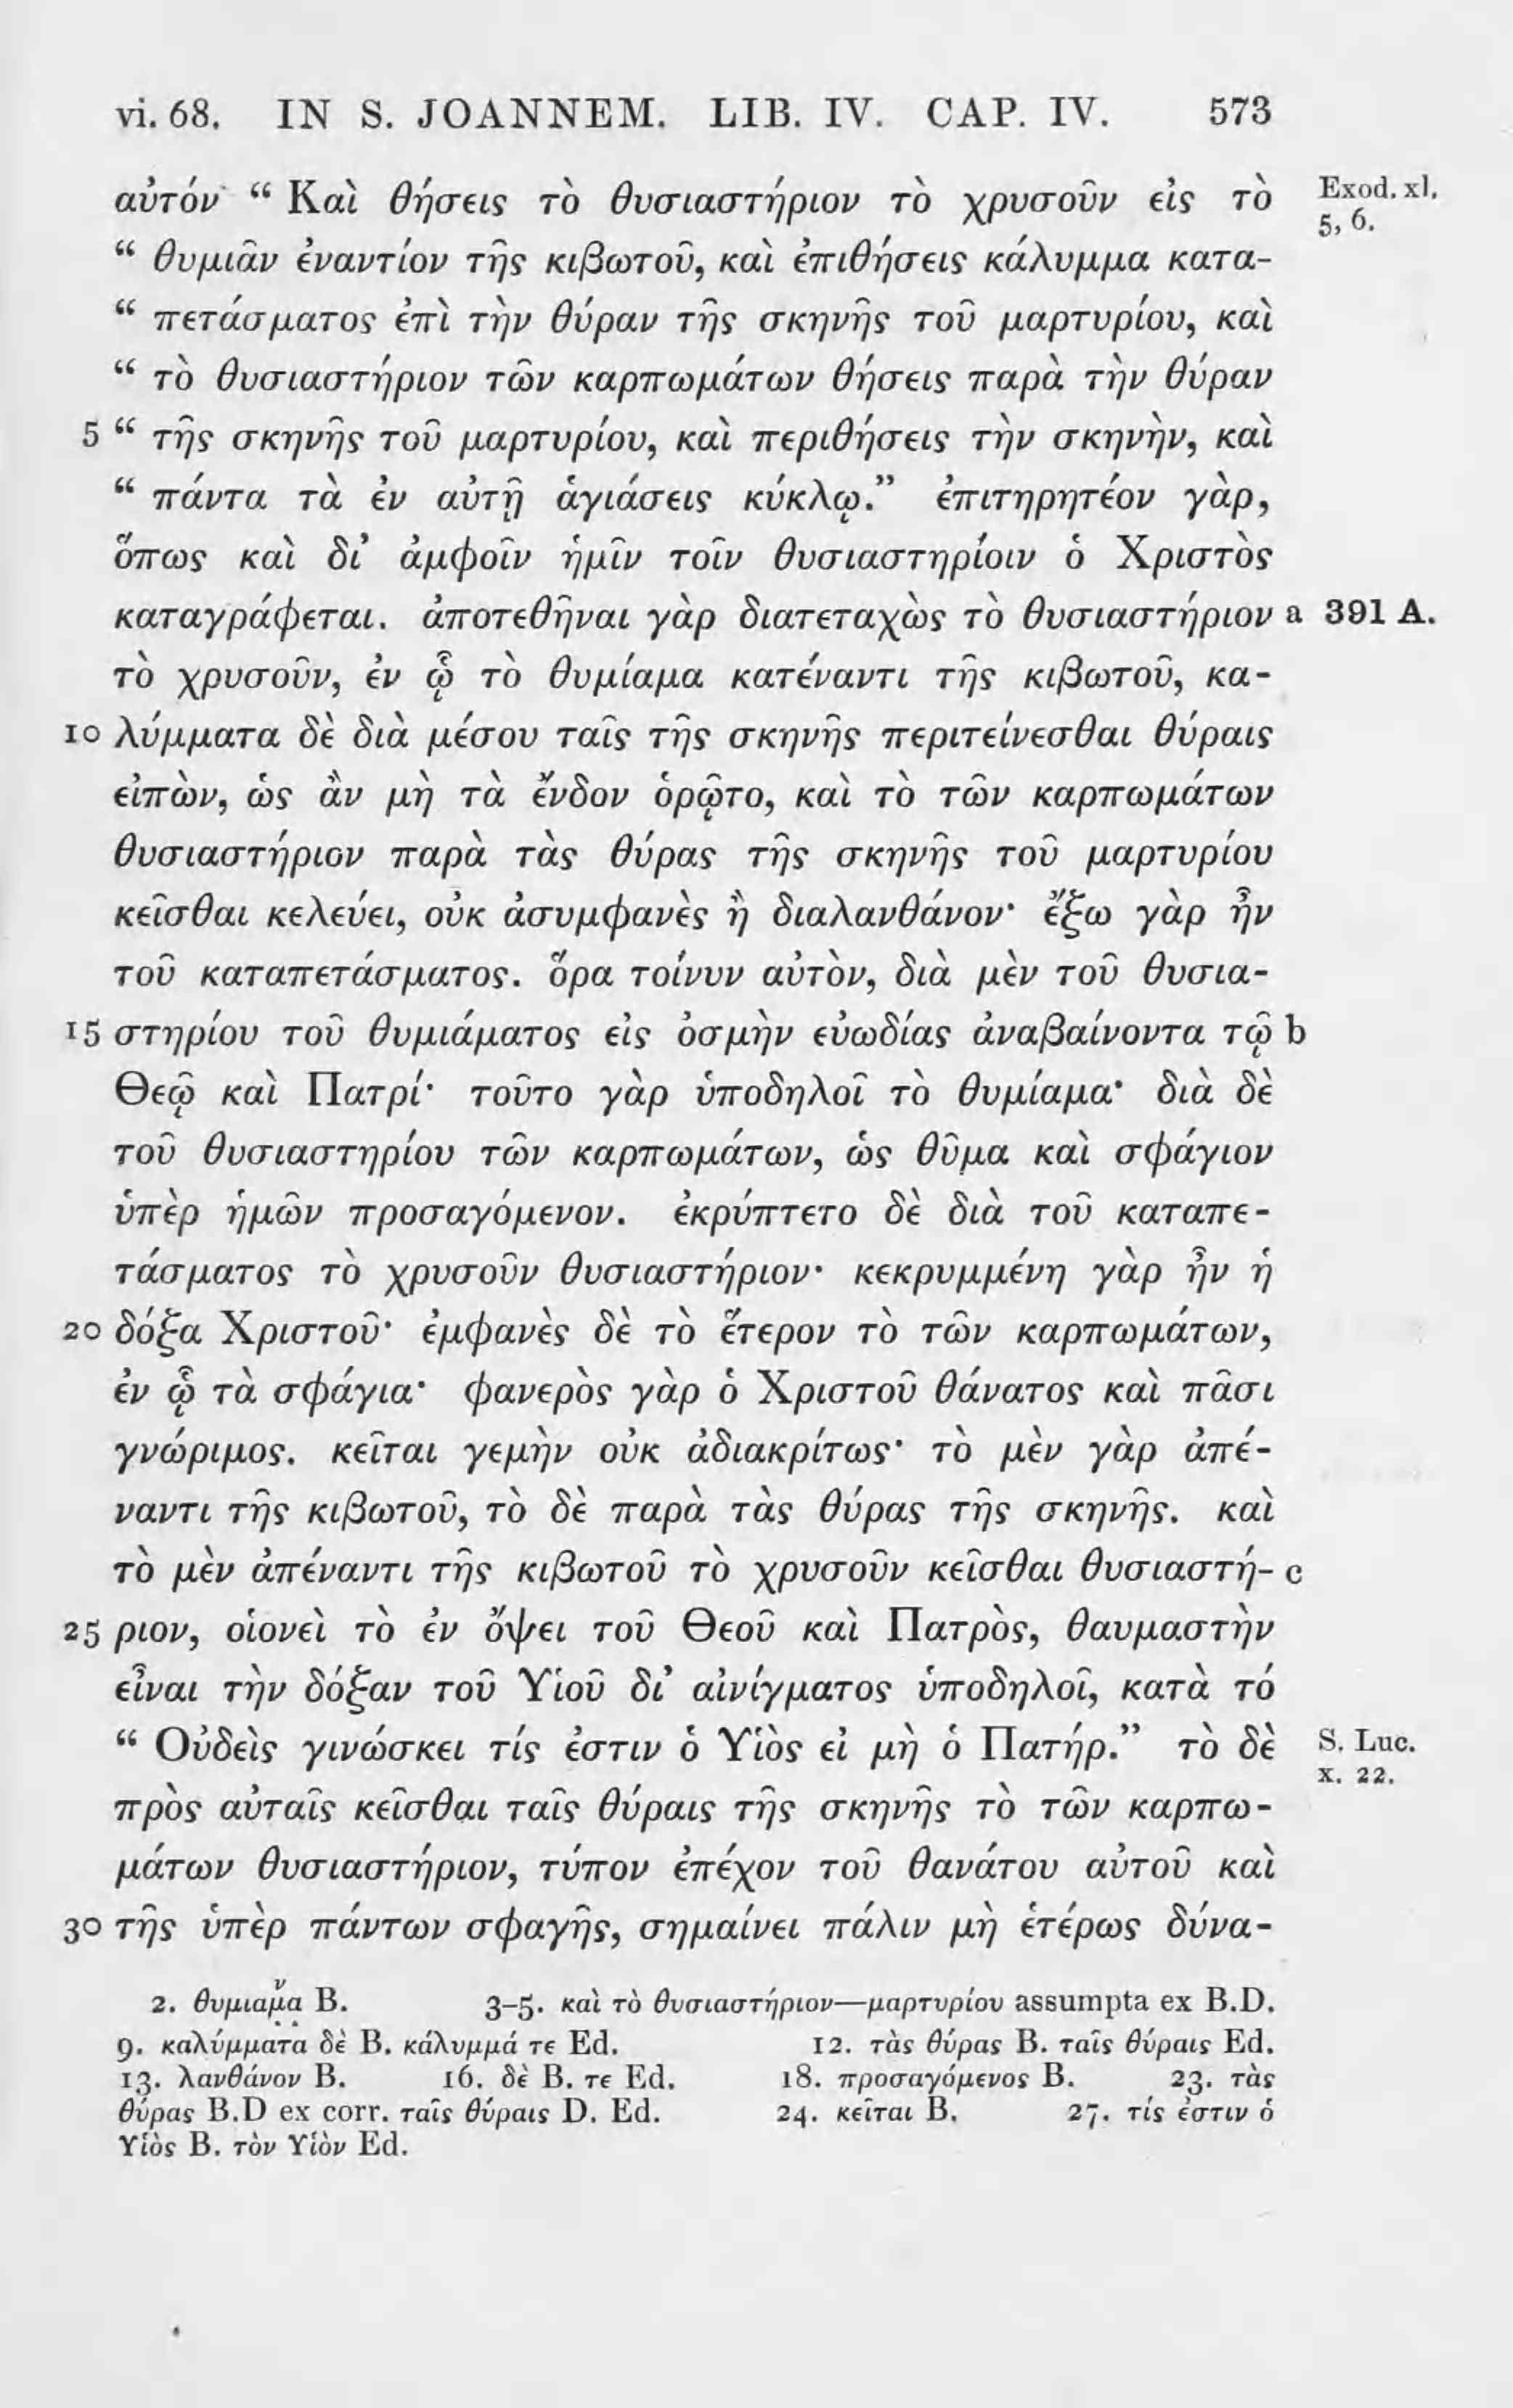 vi. 68. IN S. JOANNEM. LIB. IV. CAP. IV. 573
αὐτόν· “ Καὶ θήσεις τὸ θυσιαστήριον τὸ χρυσοῦν εἰς τὸ Exod. xl.
5, 6.
“ θυμιᾶν ἐναντίον τῆς κιβωτοῦ, καὶ ἐπιθήσεις κάλυμμα κατα-
“ πετάσματος ἐπὶ τὴν θύραν τῆς σκηνῆς τοῦ μαρτυρίου, καὶ
“ τὸ θυσιαστήριον τῶν καρπωμάτων θήσεις παρὰ τὴν θύραν
5 “ τῆς σκηνῆς τοῦ μαρτυρίου, καὶ περιθήσεις τὴν σκηνὴν, καὶ
“ πάντα τὰ ἐν αὐτῇ ἁγιάσεις κύκλῳ.” ἐπιτηρητέον γὰρ,
ὅπως καὶ δι’ ἀμφοῖν ἡμῖν τοῖν θυσιαστηρίοιν ὁ Χριστὸς
καταγράφεται. ἀποτεθῆναι γὰρ διατεταχὼς τὸ θυσιαστήριον a 391 A.
τὸ χρυσοῦν, ἐν ᾧ τὸ θυμίαμα κατέναντι τῆς κιβωτοῦ, κα-
10 λύμματα δὲ διὰ μέσου ταῖς τῆς σκηνῆς περιτείνεσθαι θύραις
εἰπὼν, ὡς ἂν μὴ τὰ ἔνδον ὁρῷτο, καὶ τὸ τῶν καρπωμάτων
θυσιαστήριον παρὰ τὰς θύρας τῆς σκηνῆς τοῦ μαρτυρίου
κεῖσθαι κελεύει, οὐκ ἀσυμφανὲς ἢ διαλανθάνον· ἔξω γὰρ ἦν
τοῦ καταπετάσματος. ὅρα τοίνυν αὐτὸν, διὰ μὲν τοῦ θυσια-
15 στηρίου τοῦ θυμιάματος εἰς ὀσμὴν εὐωδίας ἀναβαίνοντα τῷ b
Θεῷ καὶ Πατρί· τοῦτο γὰρ ὑποδηλοῖ τὸ θυμίαμα· διὰ δὲ
τοῦ θυσιαστηρίου τῶν καρπωμάτων, ὡς θῦμα καὶ σφάγιον
ὑπὲρ ἡμῶν προσαγόμενον. ἐκρύπτετο δὲ διὰ τοῦ καταπε-
τάσματος τὸ χρυσοῦν θυσιαστήριον· κεκρυμμένη γὰρ ἦν ἡ
20 δόξα Χριστοῦ· ἐμφανὲς δὲ τὸ ἕτερον τὸ τῶν καρπωμάτων,
ἐν ᾧ τὰ σφάγια· φανερὸς γὰρ ὁ Χριστοῦ θάνατος καὶ πᾶσι
γνώριμος. κεῖται γεμὴν οὐκ ἀδιακρίτως· τὸ μὲν γὰρ ἀπέ-
ναντι τῆς κιβωτοῦ, τὸ δὲ παρὰ τὰς θύρας τῆς σκηνῆς. καὶ
τὸ μὲν ἀπέναντι τῆς κιβωτοῦ τὸ χρυσοῦν κεῖσθαι θυσιαστή- c
25 ριον, οἱονεὶ τὸ ἐν ὄψει τοῦ Θεοῦ καὶ Πατρὸς, θαυμαστὴν
εἶναι τὴν δόξαν τοῦ Υἱοῦ δι’ αἰνίγματος ὑποδηλοῖ, κατὰ τό
“ Οὐδεὶς γινώσκει τίς ἐστιν ὁ Υἱὸς εἰ μὴ ὁ Πατήρ.” τὸ δὲ S. Luc.
x. 22.
πρὸς αὐταῖς κεῖσθαι ταῖς θύραις τῆς σκηνῆς τὸ τῶν καρπω-
μάτων θυσιαστήριον, τύπον ἐπέχον τοῦ θανάτου αὐτοῦ καὶ
30 τῆς ὑπὲρ πάντων σφαγῆς, σημαίνει πάλιν μὴ ἑτέρως δύνα-
2. θυμιαμ̤ͮα B. 3-5. καὶ τὸ θυσιαστήριον—μαρτυρίου assumpta ex B.D.
9. καλύμματα δὲ B. κάλυμμά τε Ed. 12. τὰς θύρας B. ταῖς θύραις Ed.
13. λανθάνον B. 16. δὲ B. τε Ed. 18. προσαγόμενος B. 23. τὰς
θύρας B.D ex corr. ταῖς θύραις D. Ed. 24. κεῖται B. 27. τίς ἐστιν ὁ
Υἱὸς B. τὸν Υἱὸν Ed.